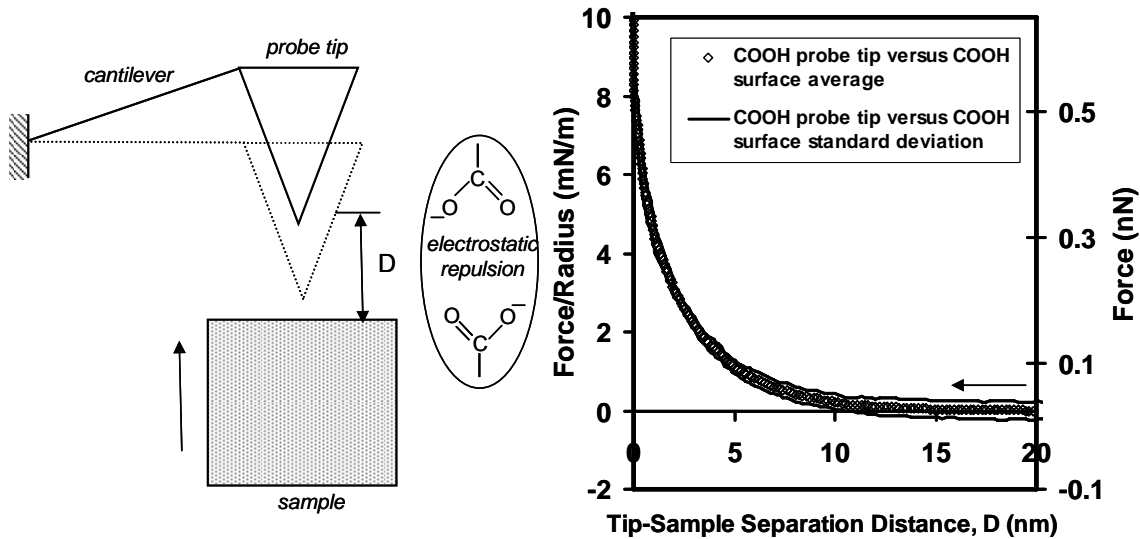 probe tip
cantilever
D
C
–O
O
electrostatic
repulsion
O
O–
C
sample
Force/Radius (mN/m)
10
8
6
4
2
0
-2
COOH probe tip versus COOH
surface average
COOH probe tip versus COOH
surface standard deviation
0
5
10
15
20
0.5
0.3
0.1
-0.1
Force (nN)
Tip-Sample Separation Distance, D (nm)